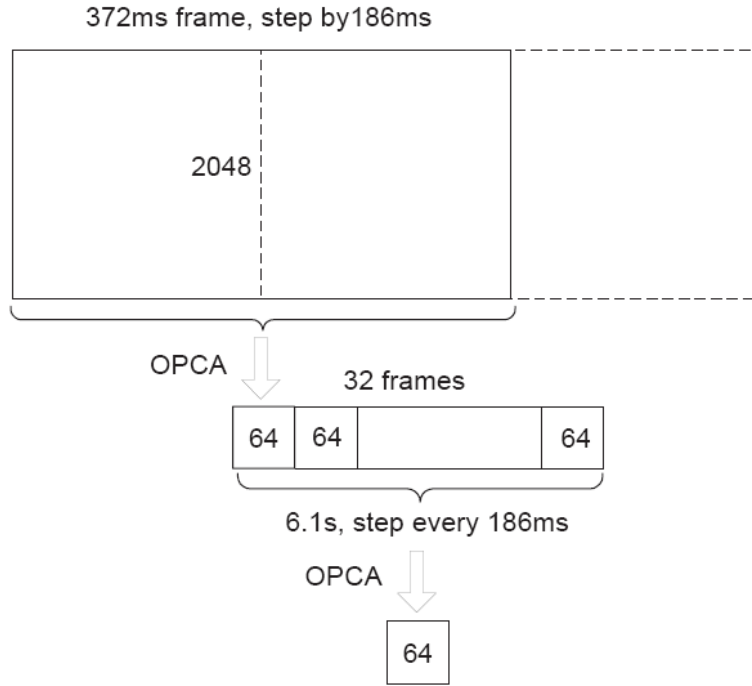 372ms frame, step by186ms
2048
OPCA
32 frames
64 64 64
6.1s, step every 186ms
OPCA
64